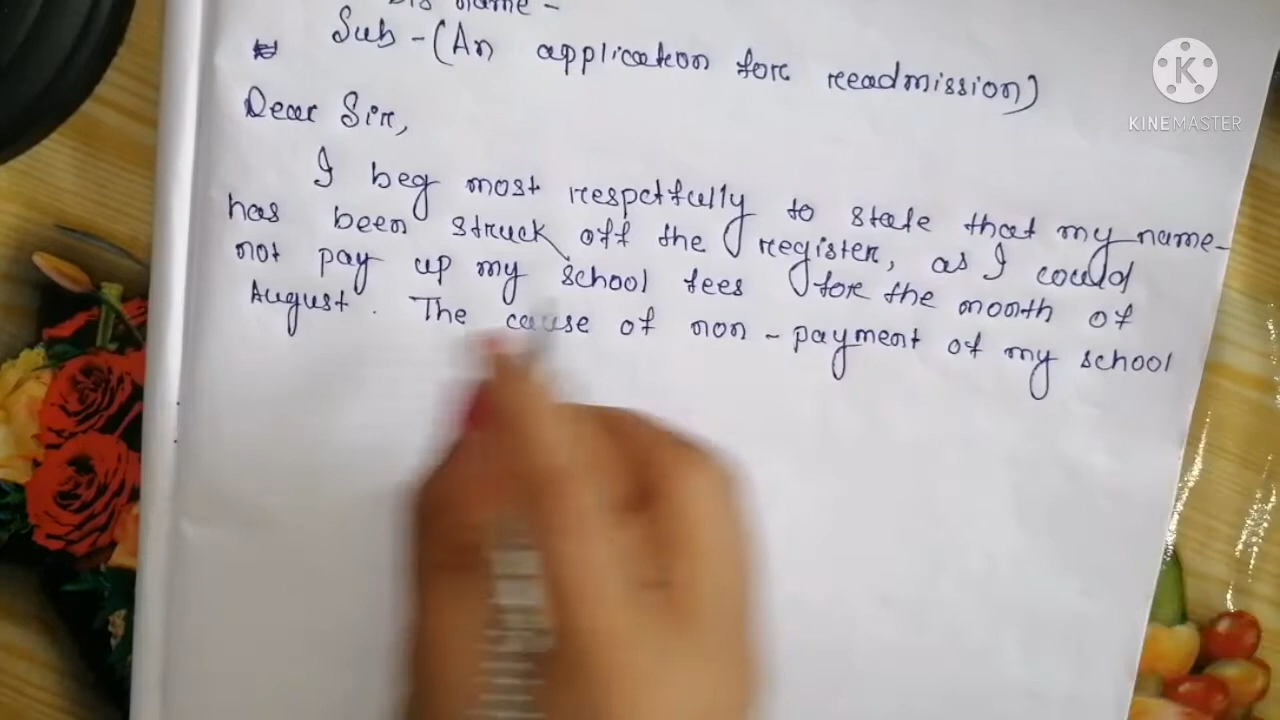 name -
Sub - (An application for readmission)
Dear Sir,
I beg most respetfully to state that my name
has been struck off the register, as I could
not pay up my school fees for the month of
August. The cause of non - payment of my school
K
KINEMASTER